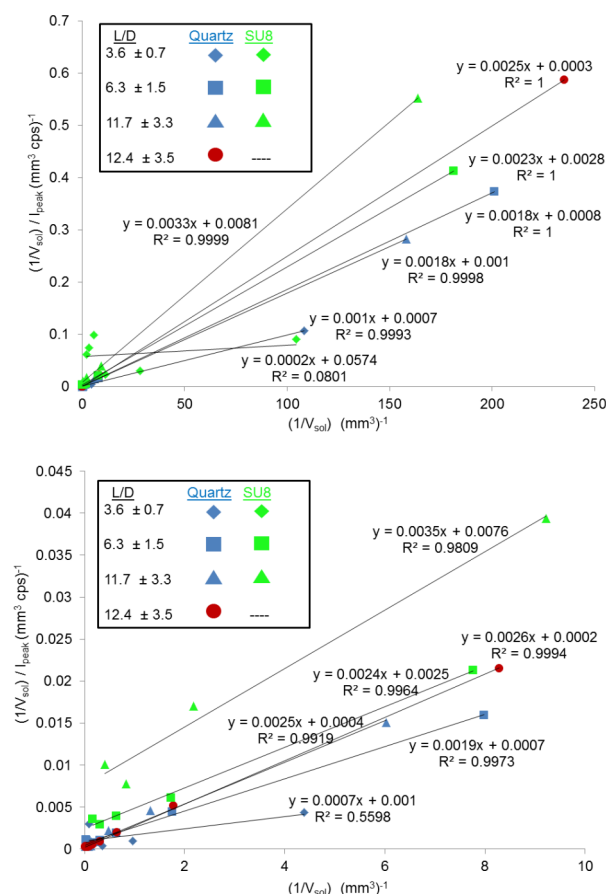 0.7
0.6
0.5
0.4
0.3
0.2
0.1
0
(1/Vsol) / Ipeak (mm³ cps)⁻¹
L/D Quartz SU8
3.6 ± 0.7
6.3 ± 1.5
11.7 ± 3.3
12.4 ± 3.5 ----
y = 0.0025x + 0.0003
R² = 1
y = 0.0023x + 0.0028
R² = 1
y = 0.0018x + 0.0008
R² = 1
y = 0.0033x + 0.0081
R² = 0.9999
y = 0.0018x + 0.001
R² = 0.9998
y = 0.001x + 0.0007
R² = 0.9993
y = 0.0002x + 0.0574
R² = 0.0801
0 50 100 150 200 250
(1/Vsol) (mm³)⁻¹
0.045
0.04
0.035
0.03
0.025
0.02
0.015
0.01
0.005
0
(1/Vsol) / Ipeak (mm³ cps)⁻¹
L/D Quartz SU8
3.6 ± 0.7
6.3 ± 1.5
11.7 ± 3.3
12.4 ± 3.5 ----
y = 0.0035x + 0.0076
R² = 0.9809
y = 0.0026x + 0.0002
R² = 0.9994
y = 0.0024x + 0.0025
R² = 0.9964
y = 0.0025x + 0.0004
R² = 0.9919
y = 0.0019x + 0.0007
R² = 0.9973
y = 0.0007x + 0.001
R² = 0.5598
0 2 4 6 8 10
(1/Vsol) (mm³)⁻¹